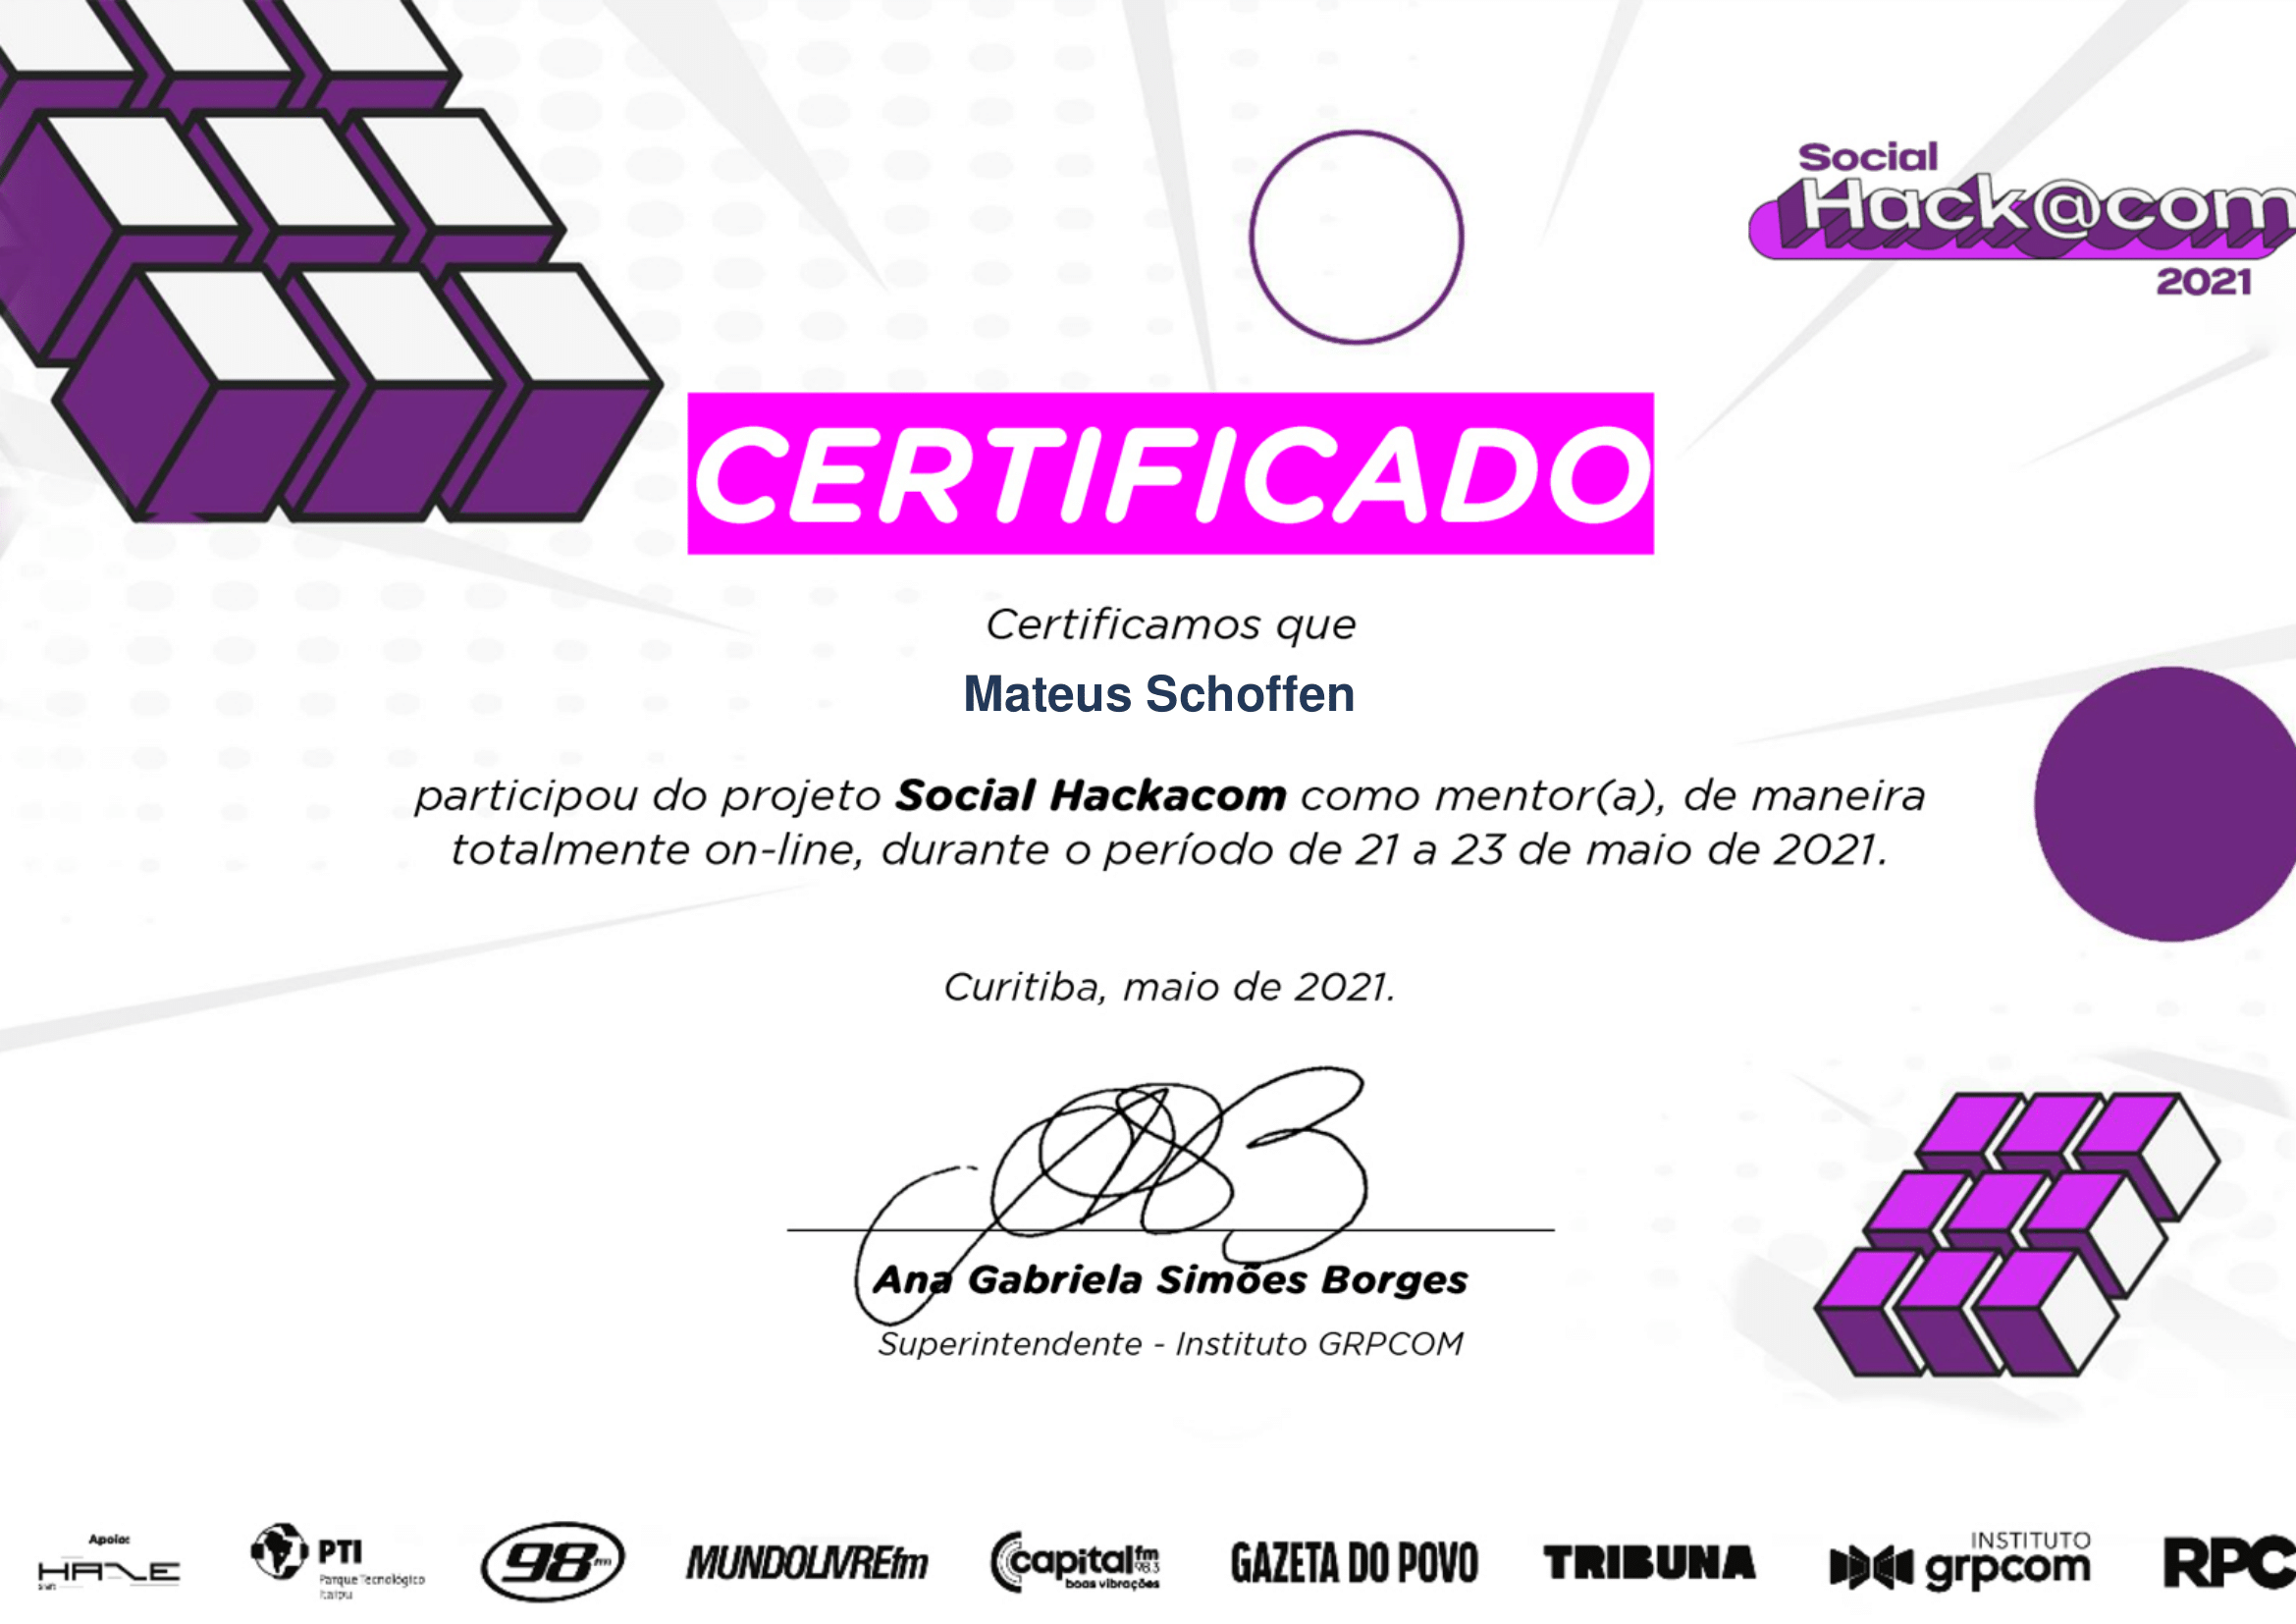 Social
Hack@com
2021
CERTIFICADO
Certificamos que
Mateus Schoffen
participou do projeto Social Hackacom como mentor(a), de maneira
totalmente on-line, durante o período de 21 a 23 de maio de 2021.
Curitiba, maio de 2021.
Ana Gabriela Simões Borges
Superintendente - Instituto GRPCOM
Apoio:
PTI
Parque Tecnológico
Itaipu
98 fm
MUNDOLIVREfm
capital fm
98.3
boas vibrações
GAZETA DO POVO
TRIBUNA
INSTITUTO
grpcom
RPC